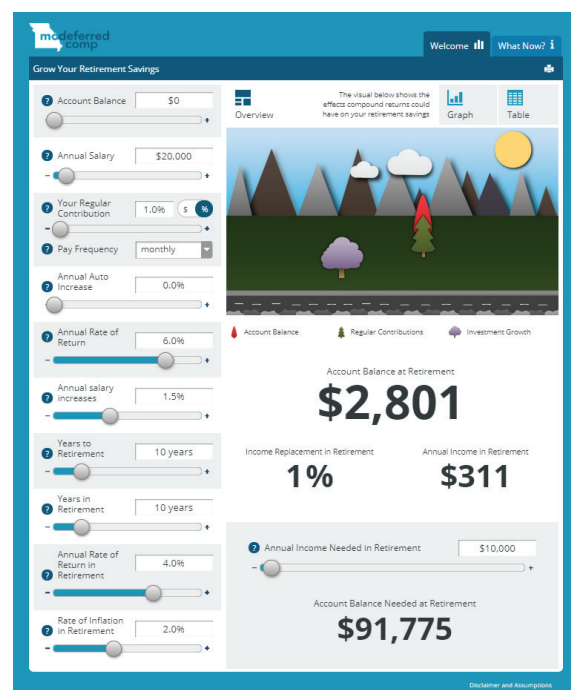 modeferred
comp
Welcome
What Now? i
Grow Your Retirement Savings
? Account Balance $0
+
? Annual Salary $20,000
- +
? Your Regular
Contribution 1.0% $ %
- +
? Pay Frequency monthly
Annual Auto
? Increase 0.0%
+
? Annual Rate of
Return 6.0%
- +
Annual salary
? increases 1.5%
- +
Years to
? Retirement 10 years
- +
Years in
? Retirement 10 years
- +
Annual Rate of
Return in
? Retirement 4.0%
- +
Rate of Inflation
? in Retirement 2.0%
- +
Overview
The visual below shows the
effects compound returns could
have on your retirement savings
Graph
Table
Account Balance Regular Contributions Investment Growth
Account Balance at Retirement
$2,801
Income Replacement in Retirement
1%
Annual Income in Retirement
$311
? Annual Income Needed in Retirement $10,000
- +
Account Balance Needed at Retirement
$91,775
Disclaimer and Assumptions